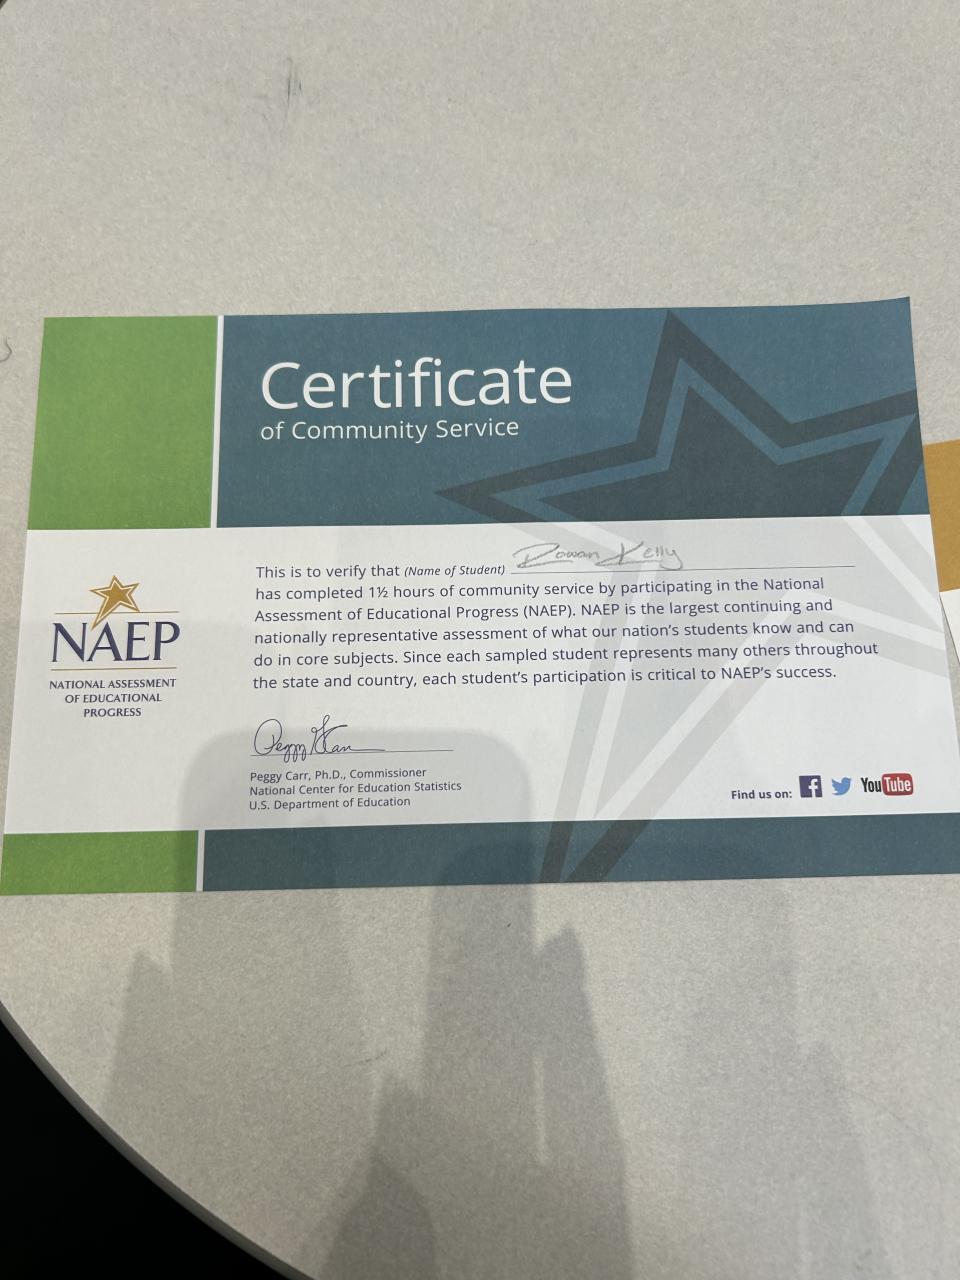 Certificate
of Community Service
This is to verify that (Name of Student) Rowan Kelly
has completed 1½ hours of community service by participating in the National
Assessment of Educational Progress (NAEP). NAEP is the largest continuing and
nationally representative assessment of what our nation's students know and can
do in core subjects. Since each sampled student represents many others throughout
the state and country, each student's participation is critical to NAEP's success.
NAEP
NATIONAL ASSESSMENT
OF EDUCATIONAL
PROGRESS
Peggy Carr
Peggy Carr, Ph.D., Commissioner
National Center for Education Statistics
U.S. Department of Education
Find us on: f YouTube